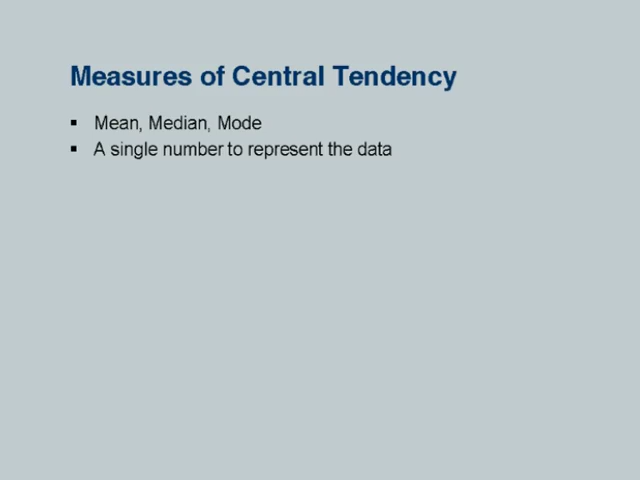 Measures of Central Tendency
▪ Mean, Median, Mode
▪ A single number to represent the data